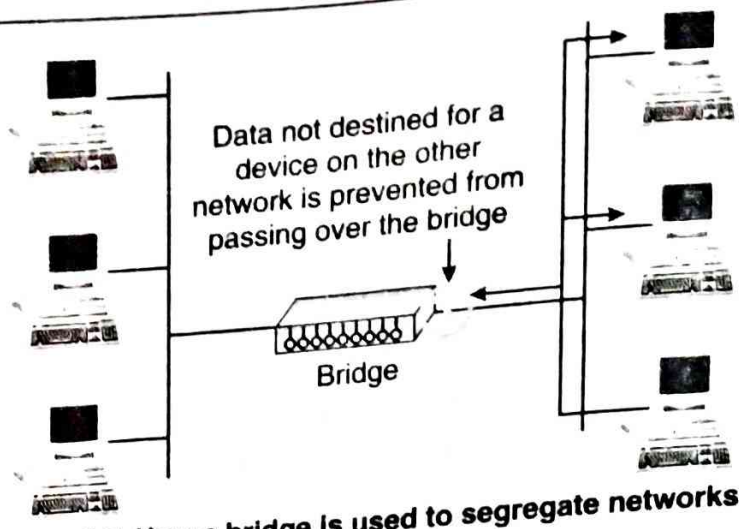 Data not destined for a
device on the other
network is prevented from
passing over the bridge
Bridge
bridge is used to segregate networks